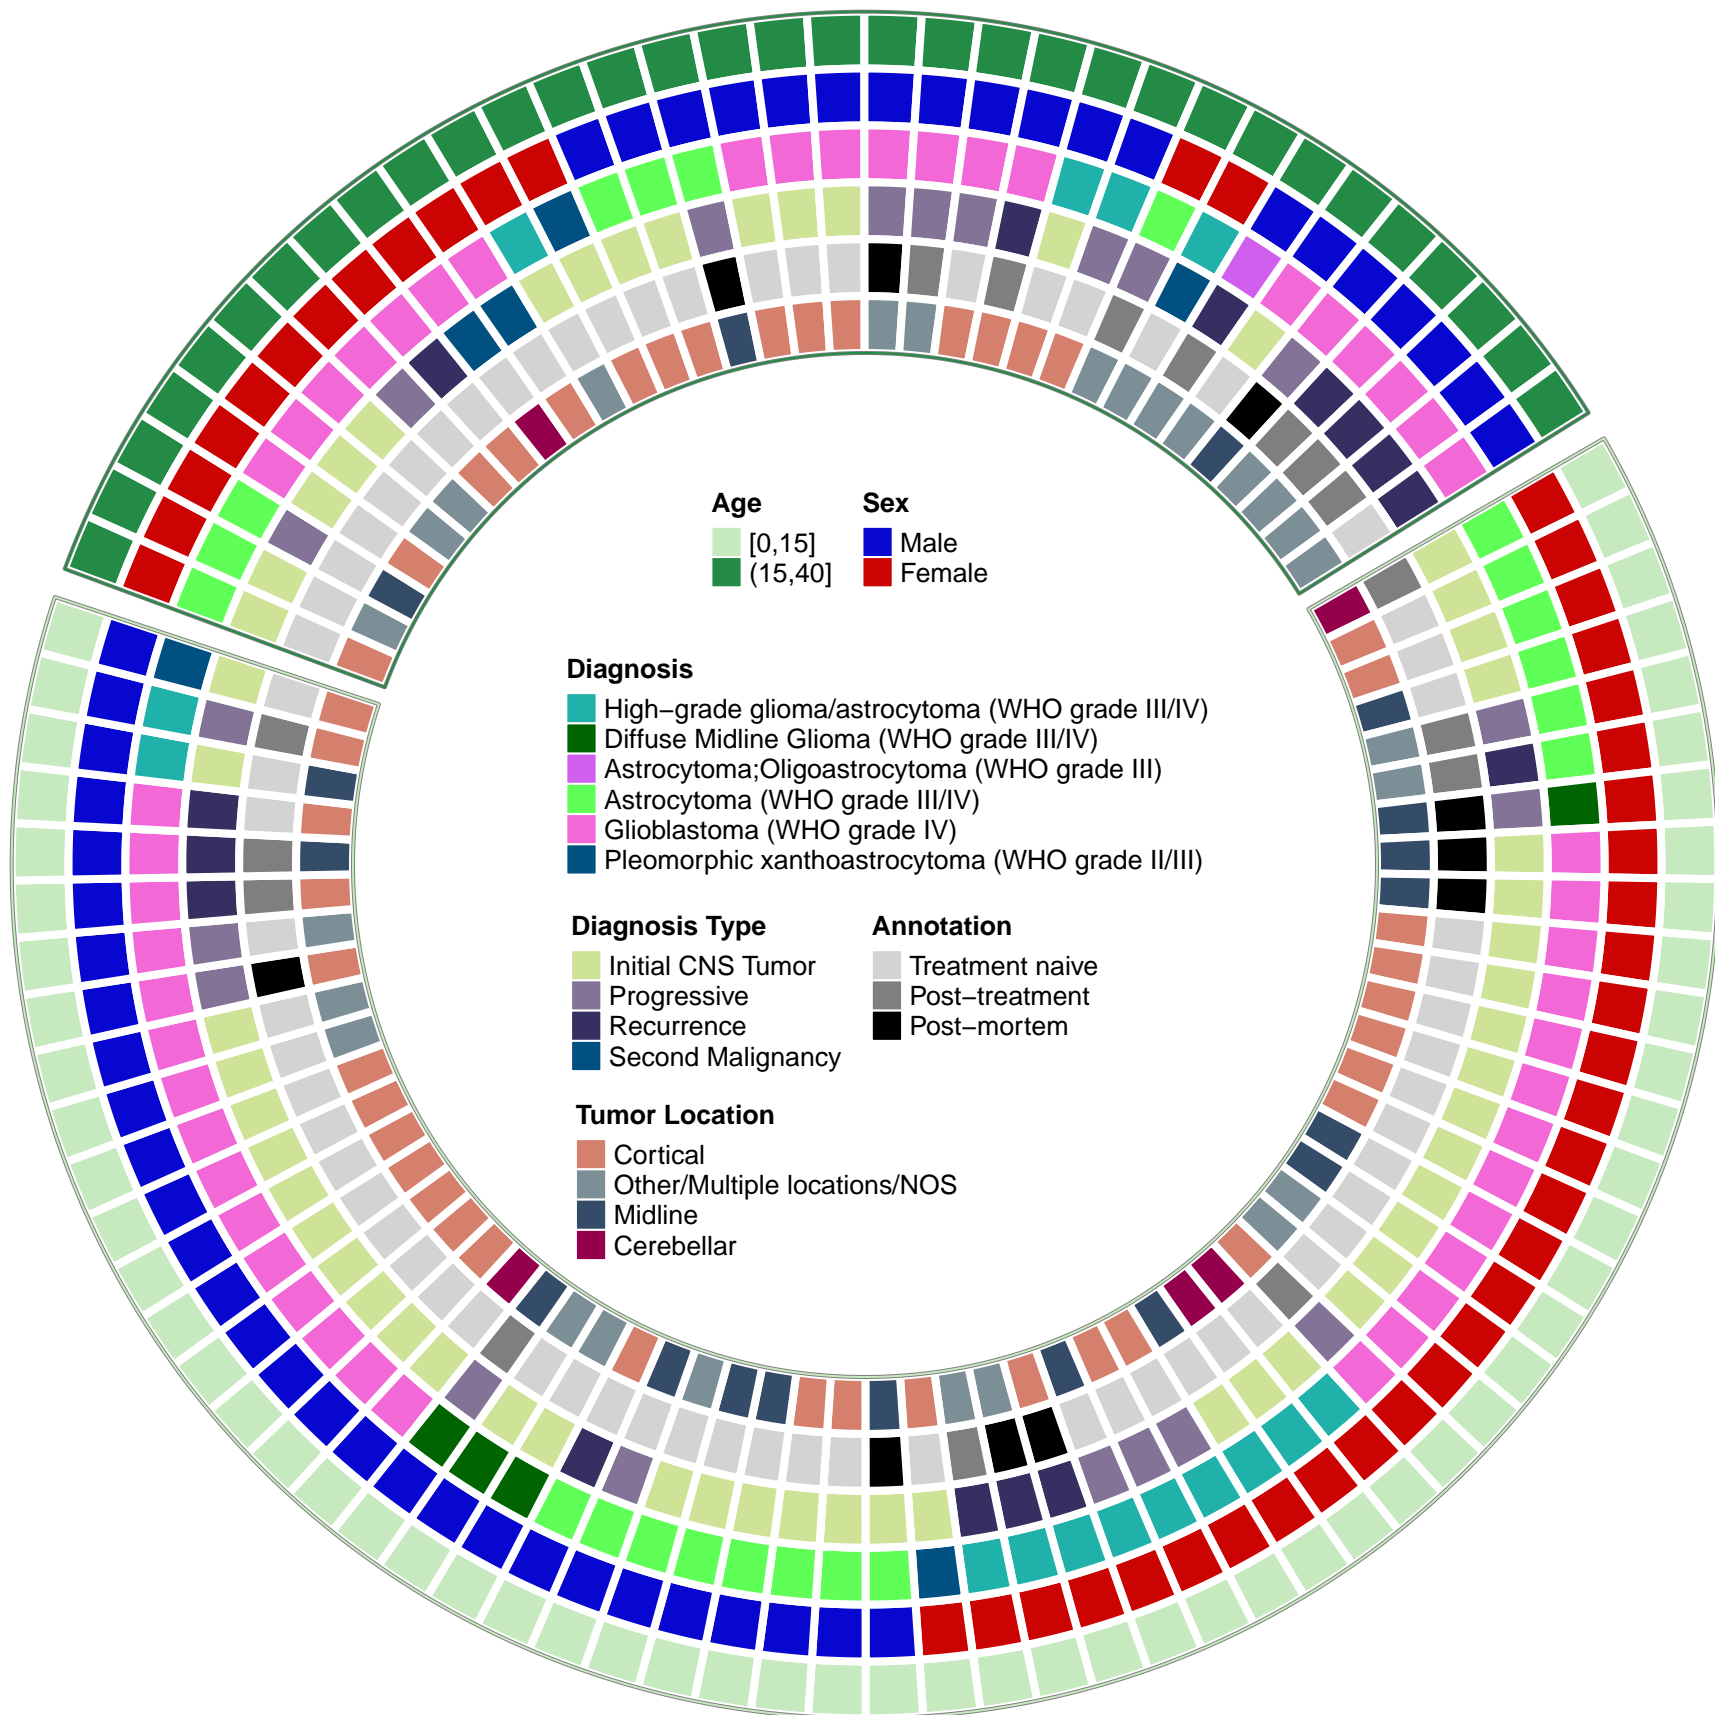 Age
[0,15]
(15,40]
Sex
Male
Female
Diagnosis
High−grade glioma/astrocytoma (WHO grade III/IV)
Diffuse Midline Glioma (WHO grade III/IV)
Astrocytoma;Oligoastrocytoma (WHO grade III)
Astrocytoma (WHO grade III/IV)
Glioblastoma (WHO grade IV)
Pleomorphic xanthoastrocytoma (WHO grade II/III)
Diagnosis Type
Initial CNS Tumor
Progressive
Recurrence
Second Malignancy
Annotation
Treatment naive
Post−treatment
Post−mortem
Tumor Location
Cortical
Other/Multiple locations/NOS
Midline
Cerebellar